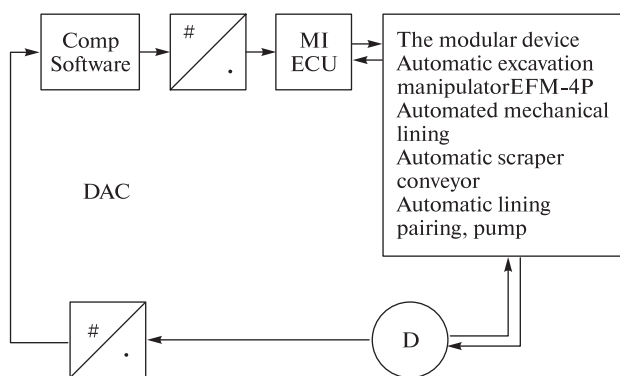 Comp
Software
#
.
MI
ECU
The modular device
Automatic excavation
manipulatorEFM-4P
Automated mechanical
lining
Automatic scraper
conveyor
Automatic lining
pairing, pump
DAC
#
.
D